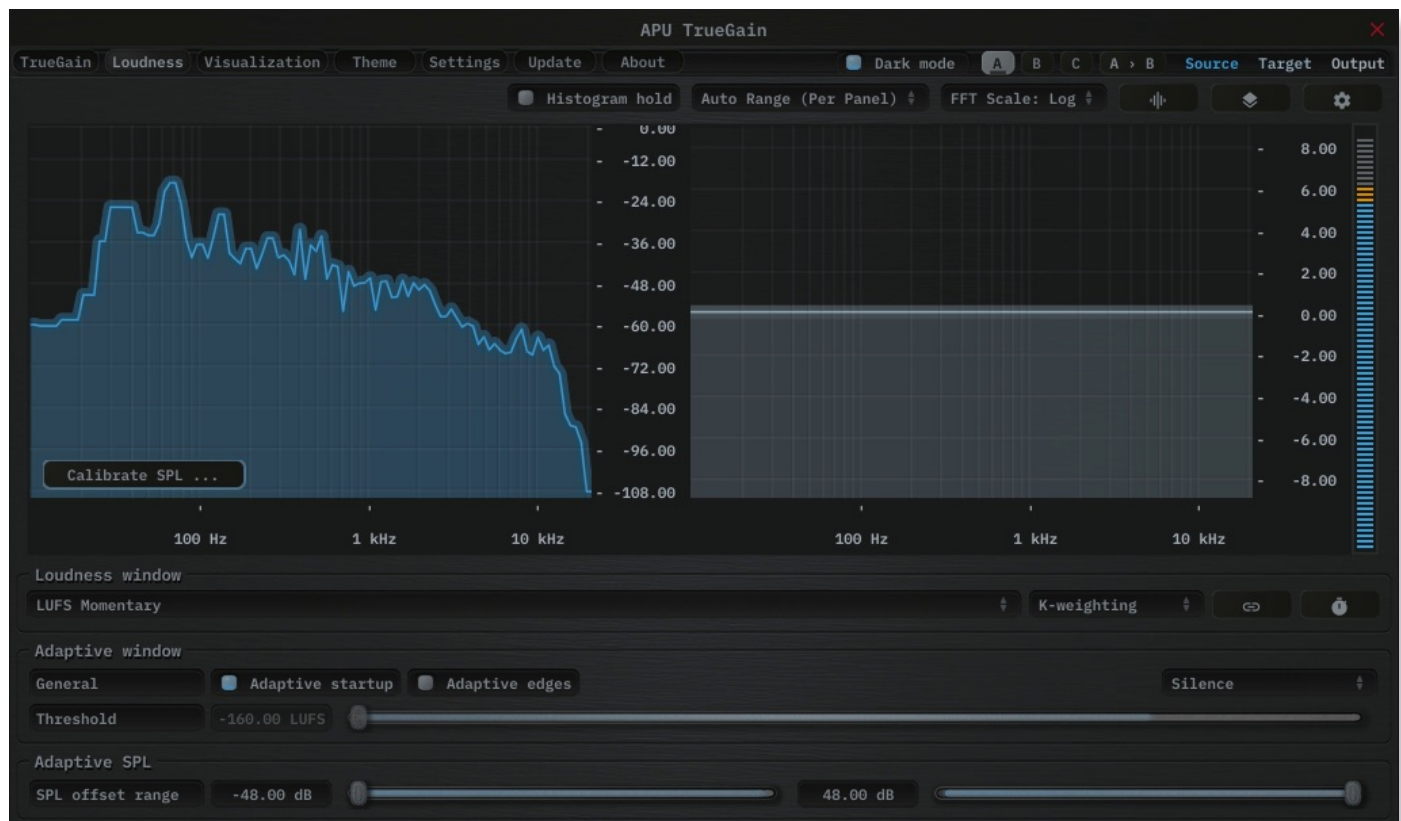 APU TrueGain
TrueGain Loudness Visualization Theme Settings Update About Dark mode A B C A › B Source Target Output
Histogram hold Auto Range (Per Panel) FFT Scale: Log
0.00
-12.00
-24.00
-36.00
-48.00
-60.00
-72.00
-84.00
-96.00
-108.00
Calibrate SPL ...
100 Hz 1 kHz 10 kHz
8.00
6.00
4.00
2.00
0.00
-2.00
-4.00
-6.00
-8.00
100 Hz 1 kHz 10 kHz
Loudness window
LUFS Momentary K-weighting
Adaptive window
General Adaptive startup Adaptive edges Silence
Threshold -160.00 LUFS
Adaptive SPL
SPL offset range -48.00 dB 48.00 dB